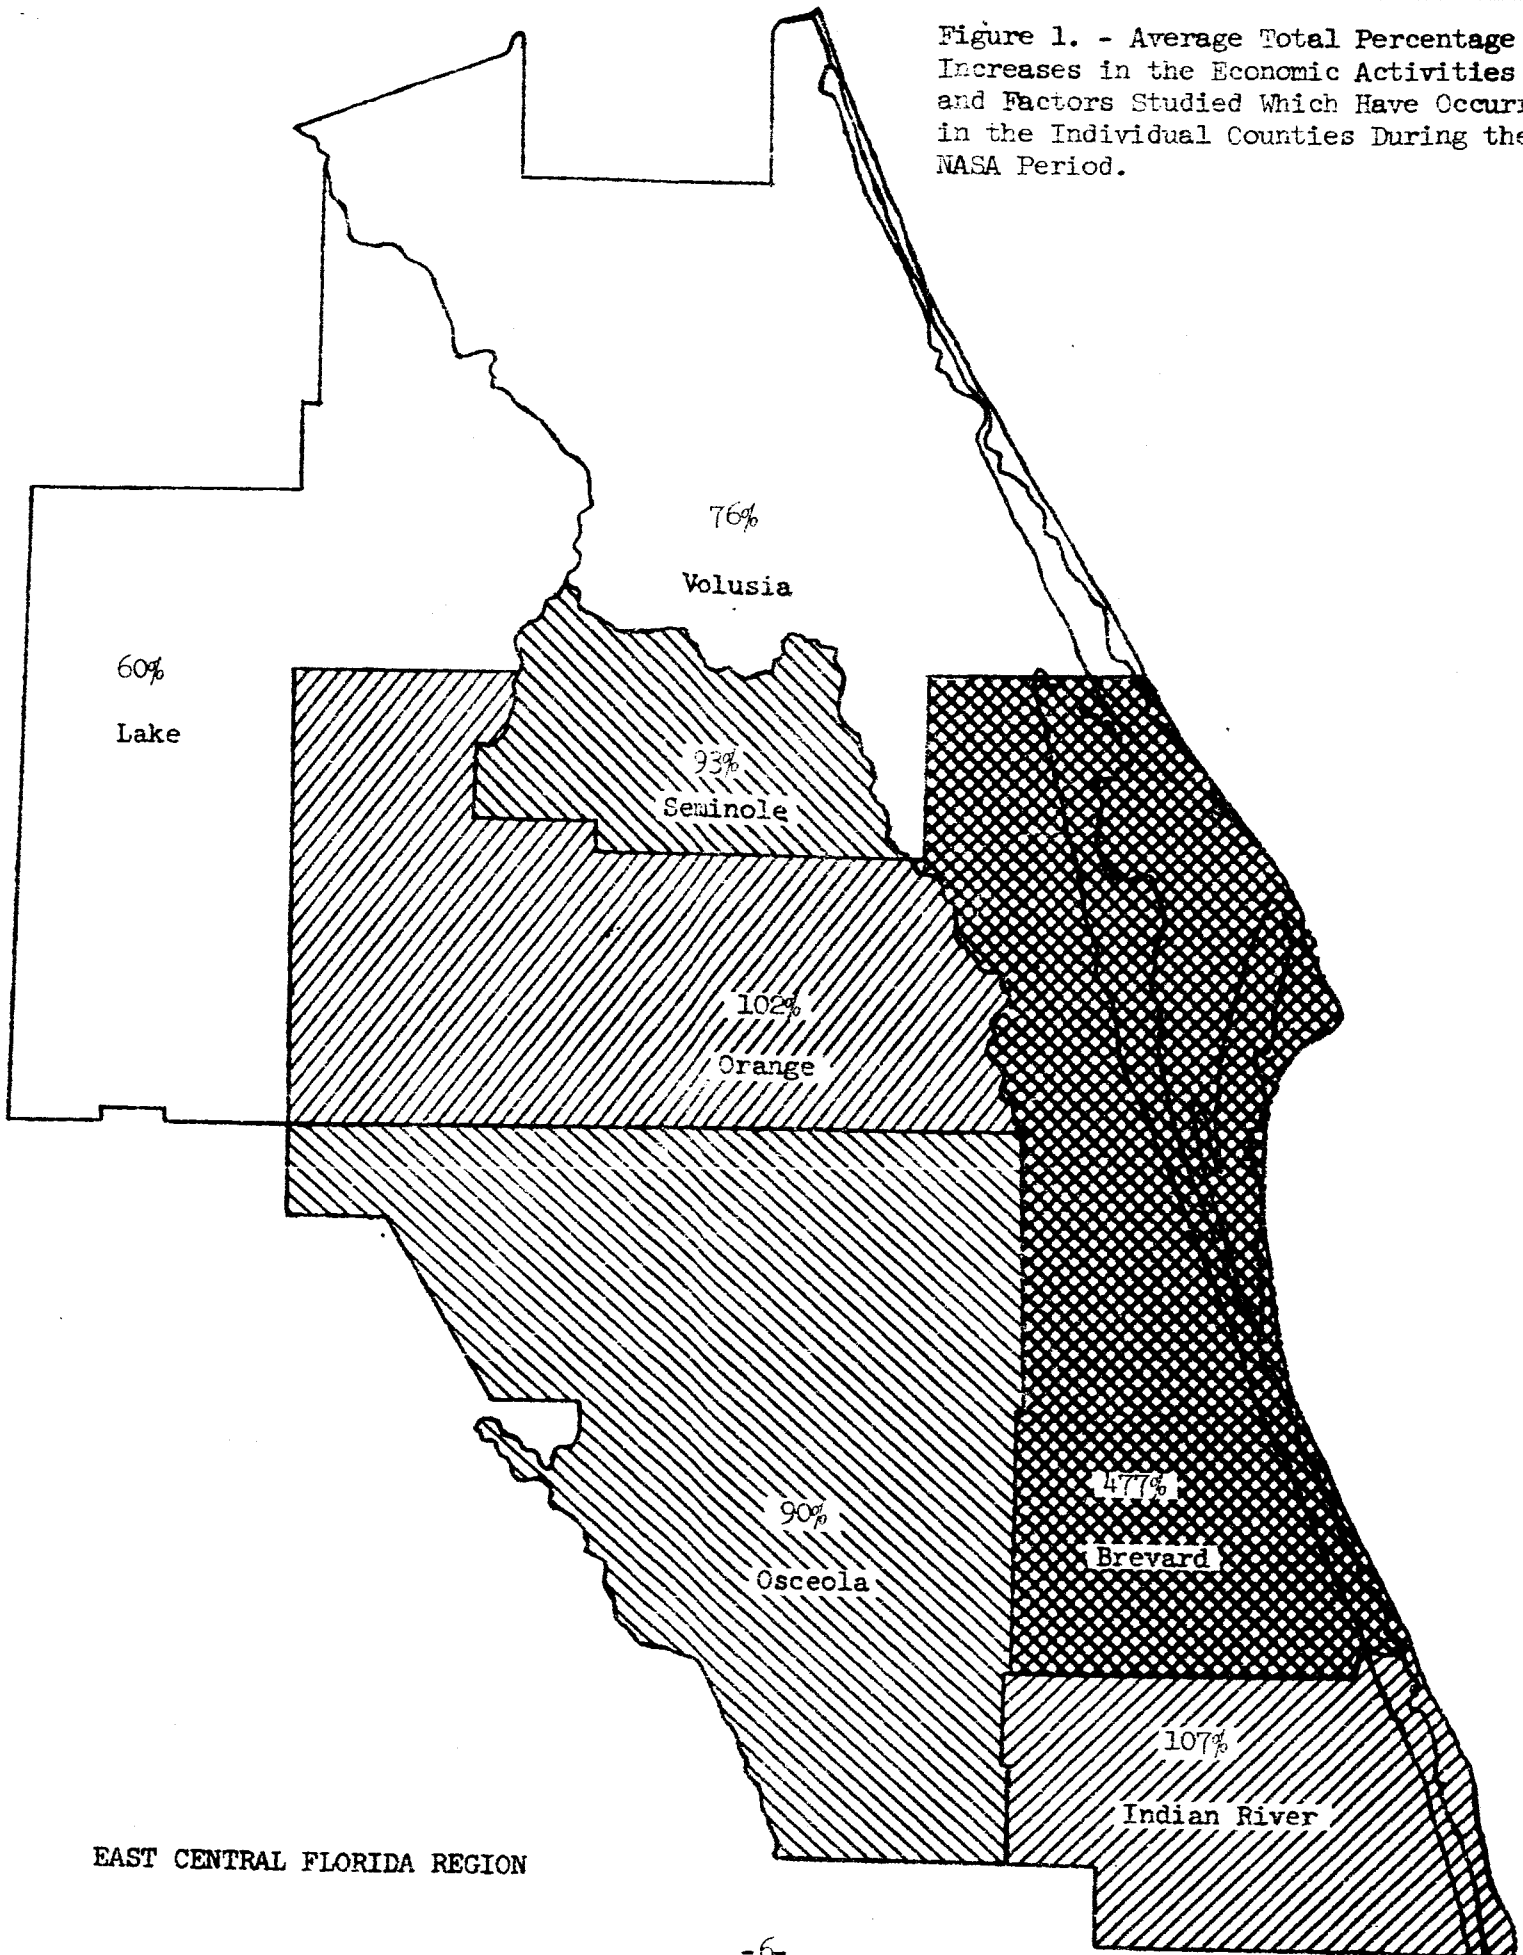 Figure 1. - Average Total Percentage
Increases in the Economic Activities
and Factors Studied Which Have Occurr
in the Individual Counties During the
NASA Period.
76%
Volusia
60%
Lake
93%
Seminole
102%
Orange
477%
Brevard
90%
Osceola
107%
Indian River
EAST CENTRAL FLORIDA REGION
-6-